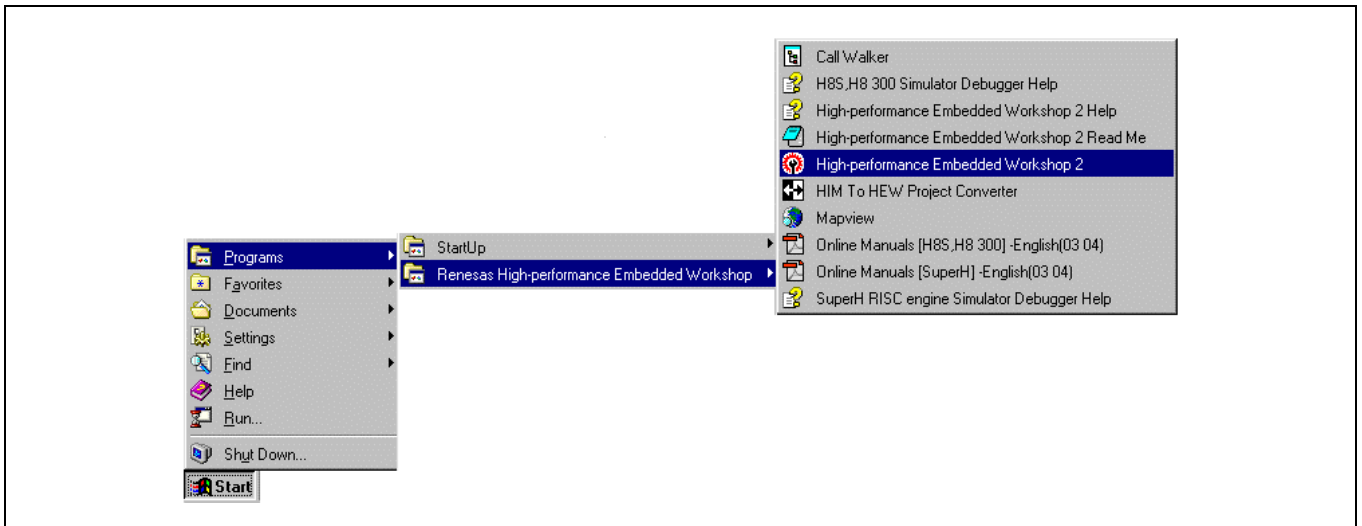 Call Walker
H8S,H8 300 Simulator Debugger Help
High-performance Embedded Workshop 2 Help
High-performance Embedded Workshop 2 Read Me
High-performance Embedded Workshop 2
HIM To HEW Project Converter
Mapview
Online Manuals [H8S,H8 300] -English(03 04)
Online Manuals [SuperH] -English(03 04)
SuperH RISC engine Simulator Debugger Help
StartUp
Renesas High-performance Embedded Workshop
Programs
Favorites
Documents
Settings
Find
Help
Run...
Shut Down...
Start